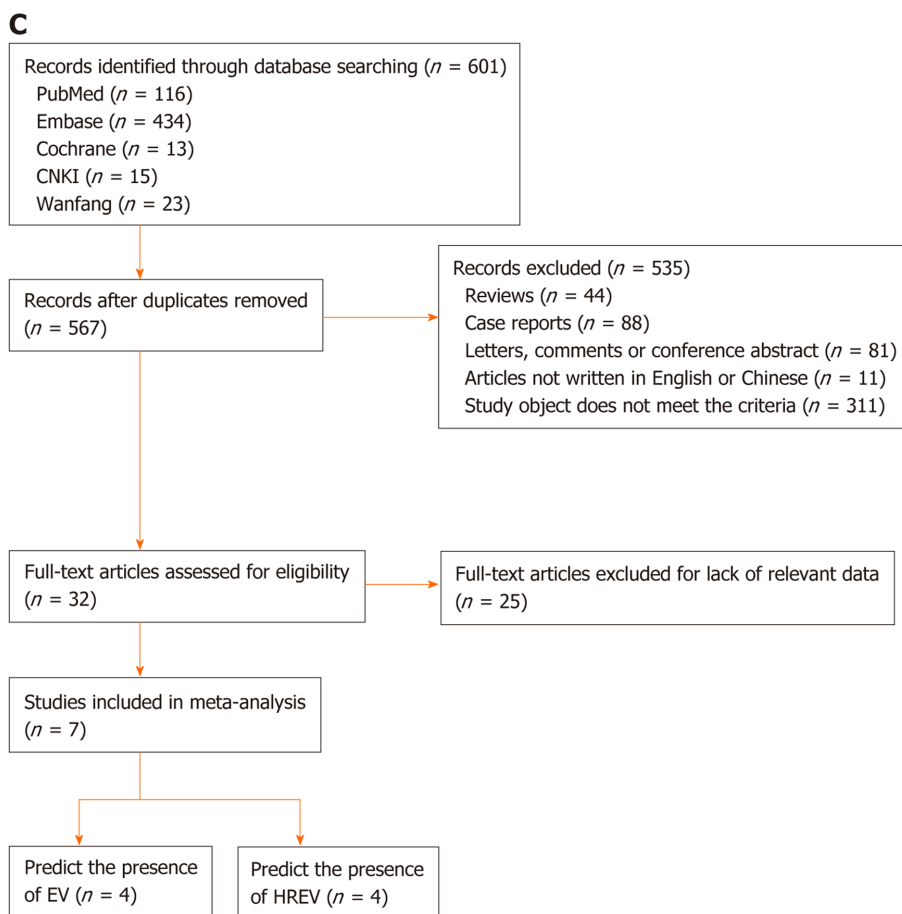 C
Records identified through database searching (n = 601)
PubMed (n = 116)
Embase (n = 434)
Cochrane (n = 13)
CNKI (n = 15)
Wanfang (n = 23)
Records after duplicates removed
(n = 567)
Records excluded (n = 535)
Reviews (n = 44)
Case reports (n = 88)
Letters, comments or conference abstract (n = 81)
Articles not written in English or Chinese (n = 11)
Study object does not meet the criteria (n = 311)
Full-text articles assessed for eligibility
(n = 32)
Full-text articles excluded for lack of relevant data
(n = 25)
Studies included in meta-analysis
(n = 7)
Predict the presence
of EV (n = 4)
Predict the presence
of HREV (n = 4)